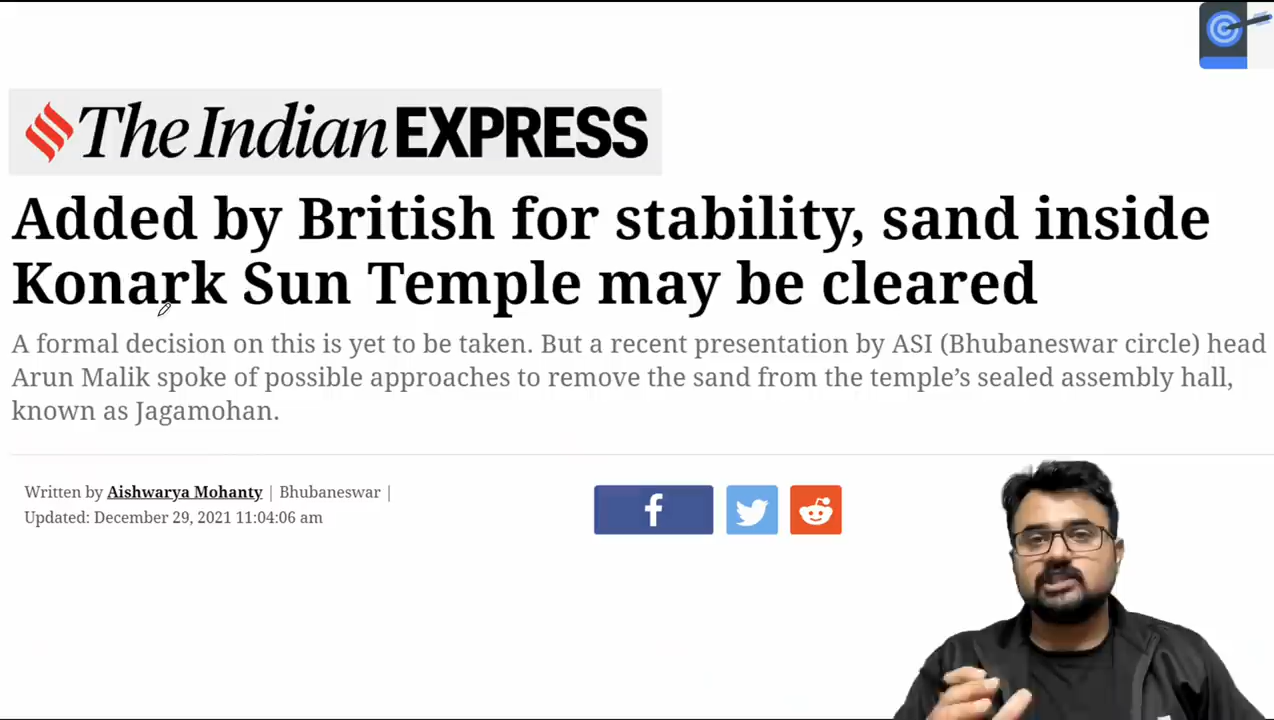 The Indian EXPRESS
Added by British for stability, sand inside
Konark Sun Temple may be cleared
A formal decision on this is yet to be taken. But a recent presentation by ASI (Bhubaneswar circle) head
Arun Malik spoke of possible approaches to remove the sand from the temple’s sealed assembly hall,
known as Jagamohan.
Written by Aishwarya Mohanty | Bhubaneswar |
Updated: December 29, 2021 11:04:06 am